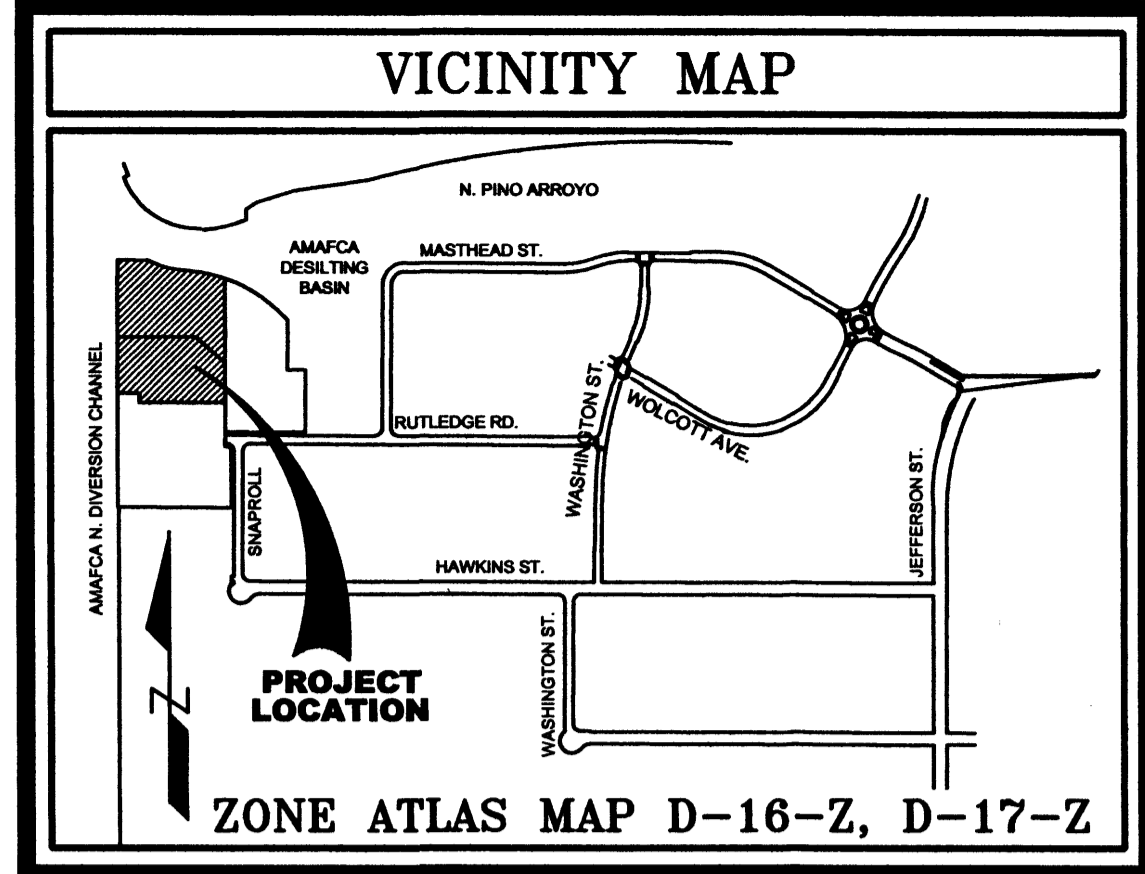 VICINITY MAP
N. PINO ARROYO
AMAFCA
DESILTING
BASIN
MASTHEAD ST.
AMAFCA N. DIVERSION CHANNEL
WASHINGTON ST.
WOLCOTT AVE.
RUTLEDGE RD.
SNAPROLL
JEFFERSON ST.
HAWKINS ST.
WASHINGTON ST.
PROJECT
LOCATION
N
ZONE ATLAS MAP D-16-Z, D-17-Z